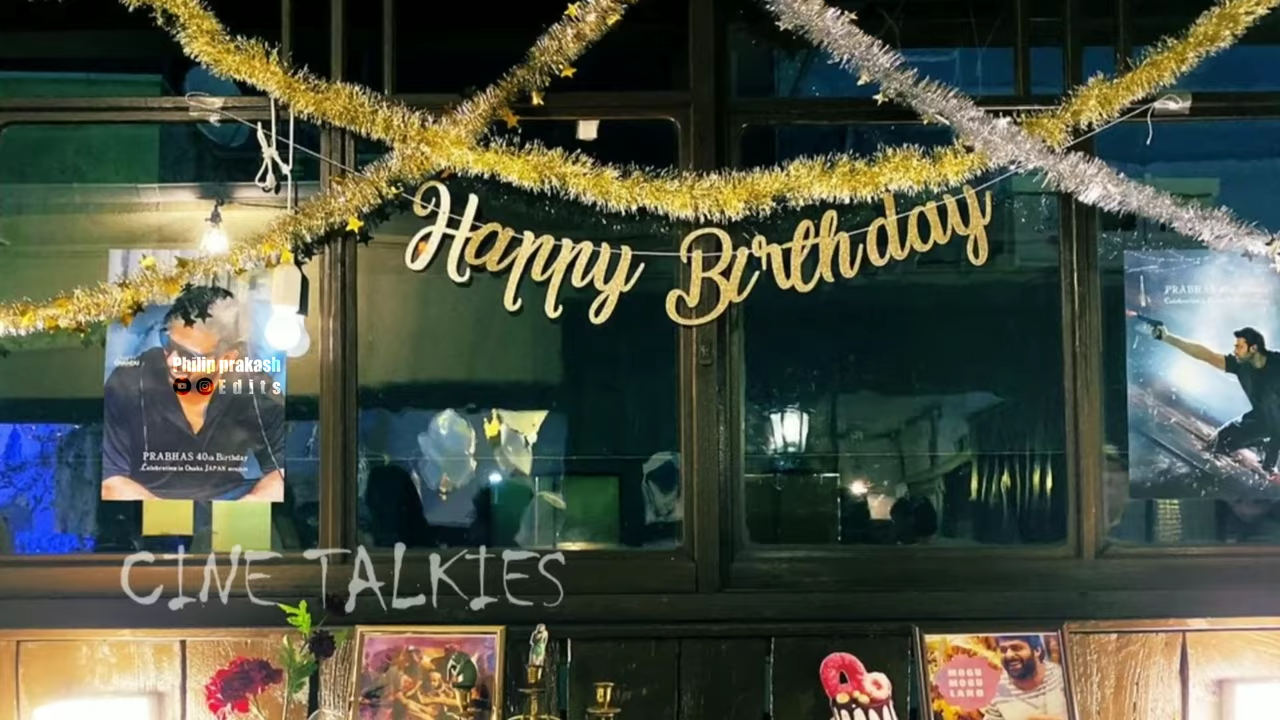 Happy Birthday
PRABHAS
Philip prakash
Edits
PRABHAS 40th Birthday
Celebration in Osaka JAPAN
CINE TALKIES
MOGU
MOGU
LAND